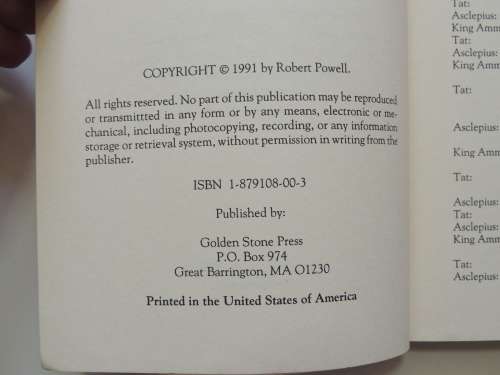 COPYRIGHT © 1991 by Robert Powell.
All rights reserved. No part of this publication may be reproduced
or transmittted in any form or by any means, electronic or me-
chanical, including photocopying, recording, or any information
storage or retrieval system, without permission in writing from the
publisher.
ISBN 1-879108-00-3
Published by:
Golden Stone Press
P.O. Box 974
Great Barrington, MA O1230
Printed in the United States of America
Tat:
Asclepius:
King Amm
Tat:
Asclepius:
King Amm
Tat:
Asclepius:
King Amm
Tat:
Asclepius:
Tat:
Asclepius:
King Amm
Tat:
Asclepius: